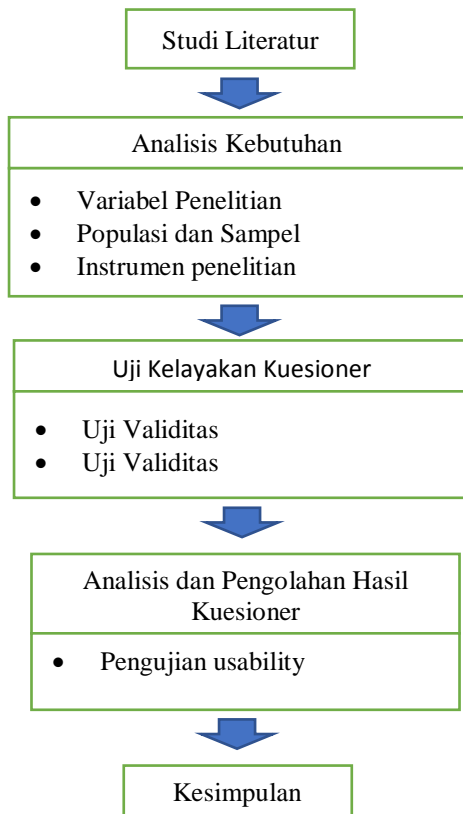 Studi Literatur
Analisis Kebutuhan
• Variabel Penelitian
• Populasi dan Sampel
• Instrumen penelitian
Uji Kelayakan Kuesioner
• Uji Validitas
• Uji Validitas
Analisis dan Pengolahan Hasil
Kuesioner
• Pengujian usability
Kesimpulan